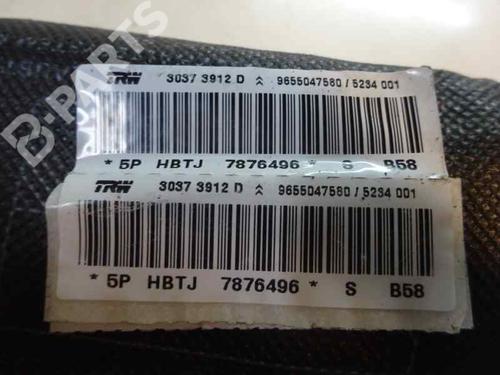 B-PARTS
TRW 3037 3912 D 9655047580 / 5234 001
* 5P HBTJ 7876496 * S B58
TRW 3037 3912 D 9655047580 / 5234 001
* 5P HBTJ 7876496 * S B58